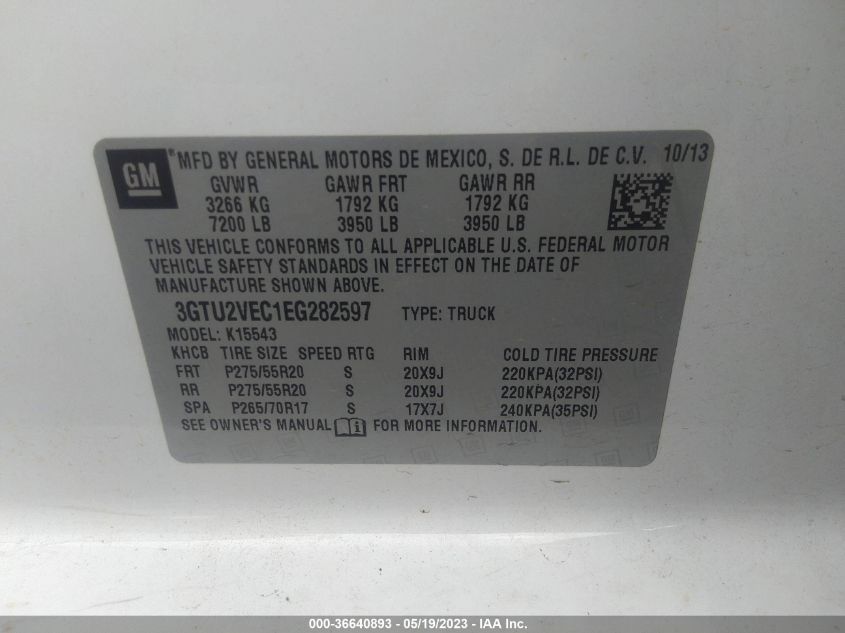 GM ® MFD BY GENERAL MOTORS DE MEXICO, S. DE R.L. DE C.V. 10/13
GVWR GAWR FRT GAWR RR
3266 KG 1792 KG 1792 KG
7200 LB 3950 LB 3950 LB
THIS VEHICLE CONFORMS TO ALL APPLICABLE U.S. FEDERAL MOTOR
VEHICLE SAFETY STANDARDS IN EFFECT ON THE DATE OF
MANUFACTURE SHOWN ABOVE.
3GTU2VEC1EG282597 TYPE: TRUCK
MODEL: K15543
KHCB TIRE SIZE SPEED RTG RIM COLD TIRE PRESSURE
FRT P275/55R20 S 20X9J 220KPA(32PSI)
RR P275/55R20 S 20X9J 220KPA(32PSI)
SPA P265/70R17 S 17X7J 240KPA(35PSI)
SEE OWNER'S MANUAL FOR MORE INFORMATION.
000-36640893 - 05/19/2023 - IAA Inc.